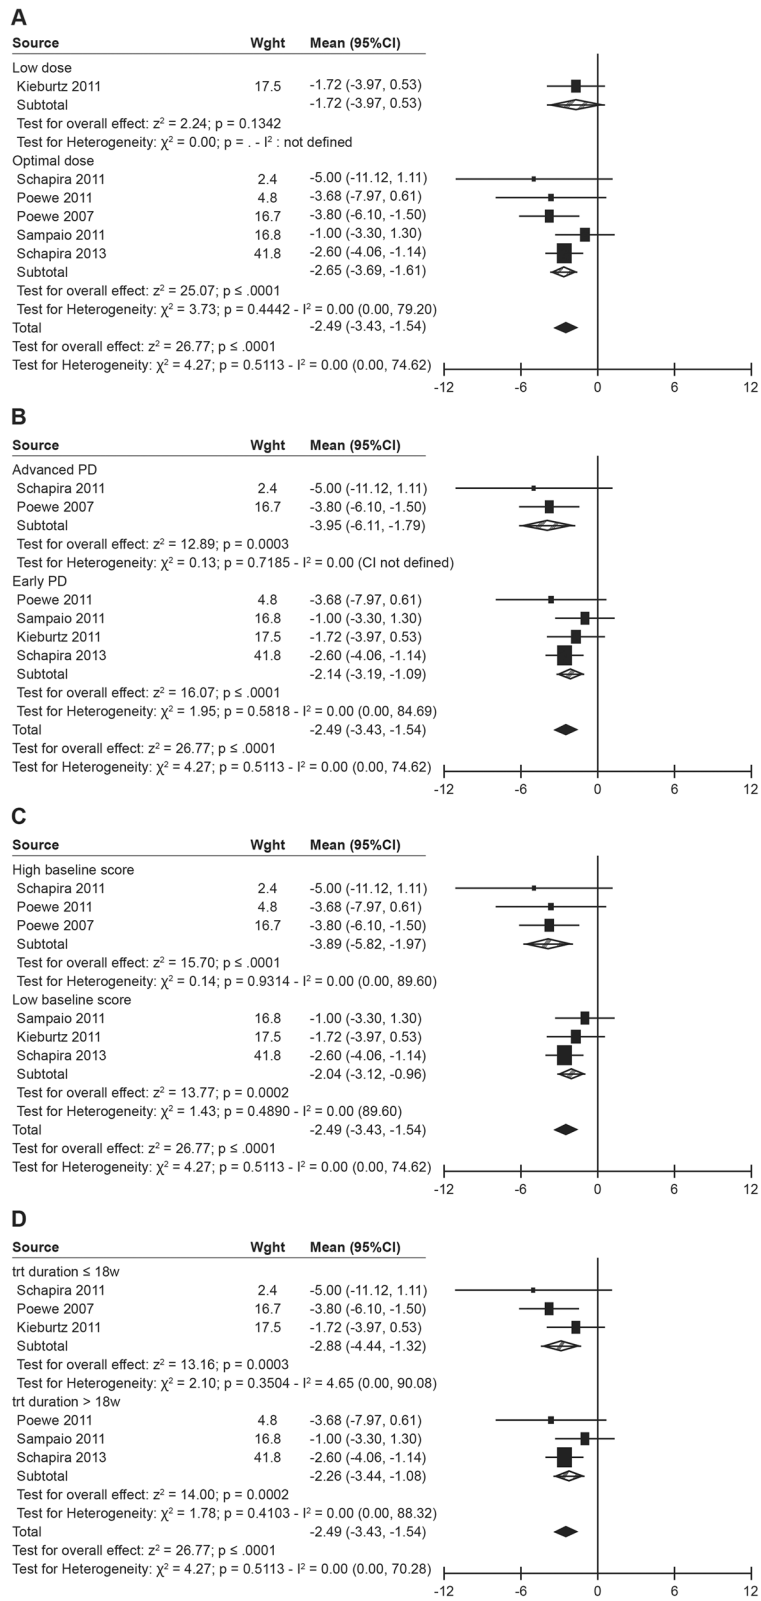 A
Source Wght Mean (95%CI)
Low dose
Kieburtz 2011 17.5 -1.72 (-3.97, 0.53)
Subtotal -1.72 (-3.97, 0.53)
Test for overall effect: z² = 2.24; p = 0.1342
Test for Heterogeneity: χ² = 0.00; p = . - I² : not defined
Optimal dose
Schapira 2011 2.4 -5.00 (-11.12, 1.11)
Poewe 2011 4.8 -3.68 (-7.97, 0.61)
Poewe 2007 16.7 -3.80 (-6.10, -1.50)
Sampaio 2011 16.8 -1.00 (-3.30, 1.30)
Schapira 2013 41.8 -2.60 (-4.06, -1.14)
Subtotal -2.65 (-3.69, -1.61)
Test for overall effect: z² = 25.07; p ≤ .0001
Test for Heterogeneity: χ² = 3.73; p = 0.4442 - I² = 0.00 (0.00, 79.20)
Total -2.49 (-3.43, -1.54)
Test for overall effect: z² = 26.77; p ≤ .0001
Test for Heterogeneity: χ² = 4.27; p = 0.5113 - I² = 0.00 (0.00, 74.62)
-12 -6 0 6 12
B
Source Wght Mean (95%CI)
Advanced PD
Schapira 2011 2.4 -5.00 (-11.12, 1.11)
Poewe 2007 16.7 -3.80 (-6.10, -1.50)
Subtotal -3.95 (-6.11, -1.79)
Test for overall effect: z² = 12.89; p = 0.0003
Test for Heterogeneity: χ² = 0.13; p = 0.7185 - I² = 0.00 (CI not defined)
Early PD
Poewe 2011 4.8 -3.68 (-7.97, 0.61)
Sampaio 2011 16.8 -1.00 (-3.30, 1.30)
Kieburtz 2011 17.5 -1.72 (-3.97, 0.53)
Schapira 2013 41.8 -2.60 (-4.06, -1.14)
Subtotal -2.14 (-3.19, -1.09)
Test for overall effect: z² = 16.07; p ≤ .0001
Test for Heterogeneity: χ² = 1.95; p = 0.5818 - I² = 0.00 (0.00, 84.69)
Total -2.49 (-3.43, -1.54)
Test for overall effect: z² = 26.77; p ≤ .0001
Test for Heterogeneity: χ² = 4.27; p = 0.5113 - I² = 0.00 (0.00, 74.62)
-12 -6 0 6 12
C
Source Wght Mean (95%CI)
High baseline score
Schapira 2011 2.4 -5.00 (-11.12, 1.11)
Poewe 2011 4.8 -3.68 (-7.97, 0.61)
Poewe 2007 16.7 -3.80 (-6.10, -1.50)
Subtotal -3.89 (-5.82, -1.97)
Test for overall effect: z² = 15.70; p ≤ .0001
Test for Heterogeneity: χ² = 0.14; p = 0.9314 - I² = 0.00 (0.00, 89.60)
Low baseline score
Sampaio 2011 16.8 -1.00 (-3.30, 1.30)
Kieburtz 2011 17.5 -1.72 (-3.97, 0.53)
Schapira 2013 41.8 -2.60 (-4.06, -1.14)
Subtotal -2.04 (-3.12, -0.96)
Test for overall effect: z² = 13.77; p = 0.0002
Test for Heterogeneity: χ² = 1.43; p = 0.4890 - I² = 0.00 (89.60)
Total -2.49 (-3.43, -1.54)
Test for overall effect: z² = 26.77; p ≤ .0001
Test for Heterogeneity: χ² = 4.27; p = 0.5113 - I² = 0.00 (0.00, 74.62)
-12 -6 0 6 12
D
Source Wght Mean (95%CI)
trt duration ≤ 18w
Schapira 2011 2.4 -5.00 (-11.12, 1.11)
Poewe 2007 16.7 -3.80 (-6.10, -1.50)
Kieburtz 2011 17.5 -1.72 (-3.97, 0.53)
Subtotal -2.88 (-4.44, -1.32)
Test for overall effect: z² = 13.16; p = 0.0003
Test for Heterogeneity: χ² = 2.10; p = 0.3504 - I² = 4.65 (0.00, 90.08)
trt duration > 18w
Poewe 2011 4.8 -3.68 (-7.97, 0.61)
Sampaio 2011 16.8 -1.00 (-3.30, 1.30)
Schapira 2013 41.8 -2.60 (-4.06, -1.14)
Subtotal -2.26 (-3.44, -1.08)
Test for overall effect: z² = 14.00; p = 0.0002
Test for Heterogeneity: χ² = 1.78; p = 0.4103 - I² = 0.00 (0.00, 88.32)
Total -2.49 (-3.43, -1.54)
Test for overall effect: z² = 26.77; p ≤ .0001
Test for Heterogeneity: χ² = 4.27; p = 0.5113 - I² = 0.00 (0.00, 70.28)
-12 -6 0 6 12